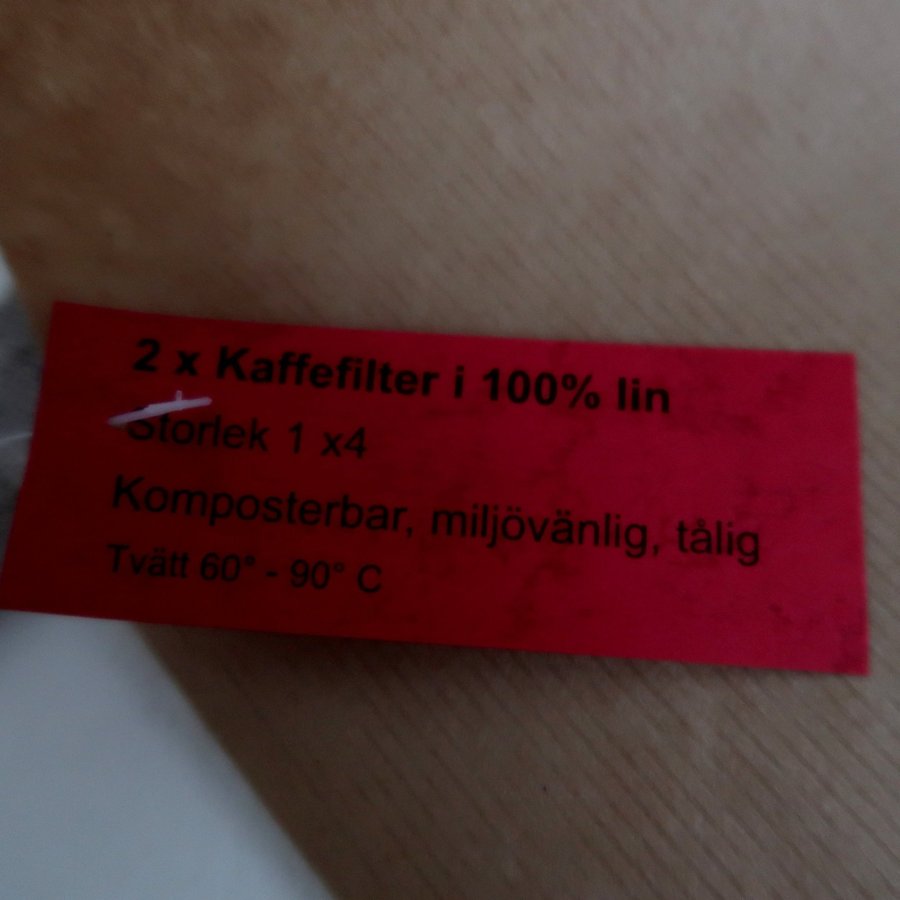 2 x Kaffefilter i 100% lin
Storlek 1 x4
Komposterbar, miljövänlig, tålig
Tvätt 60° - 90° C